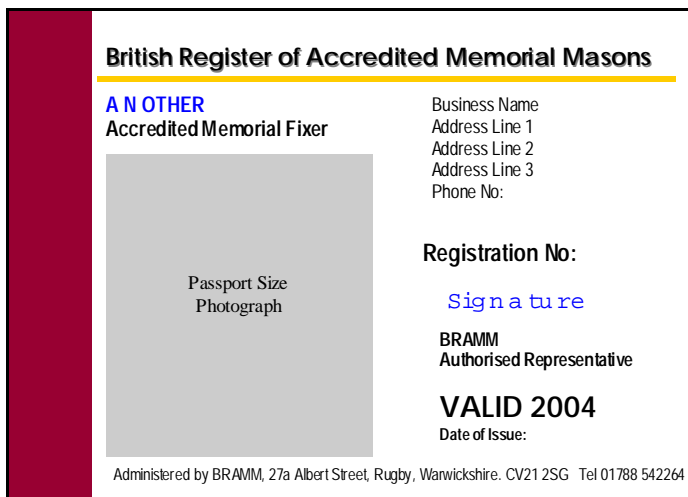 British Register of Accredited Memorial Masons
A N OTHER
Accredited Memorial Fixer
Passport Size
Photograph
Business Name
Address Line 1
Address Line 2
Address Line 3
Phone No:
Registration No:
Signature
BRAMM
Authorised Representative
VALID 2004
Date of Issue:
Administered by BRAMM, 27a Albert Street, Rugby, Warwickshire. CV21 2SG Tel 01788 542264